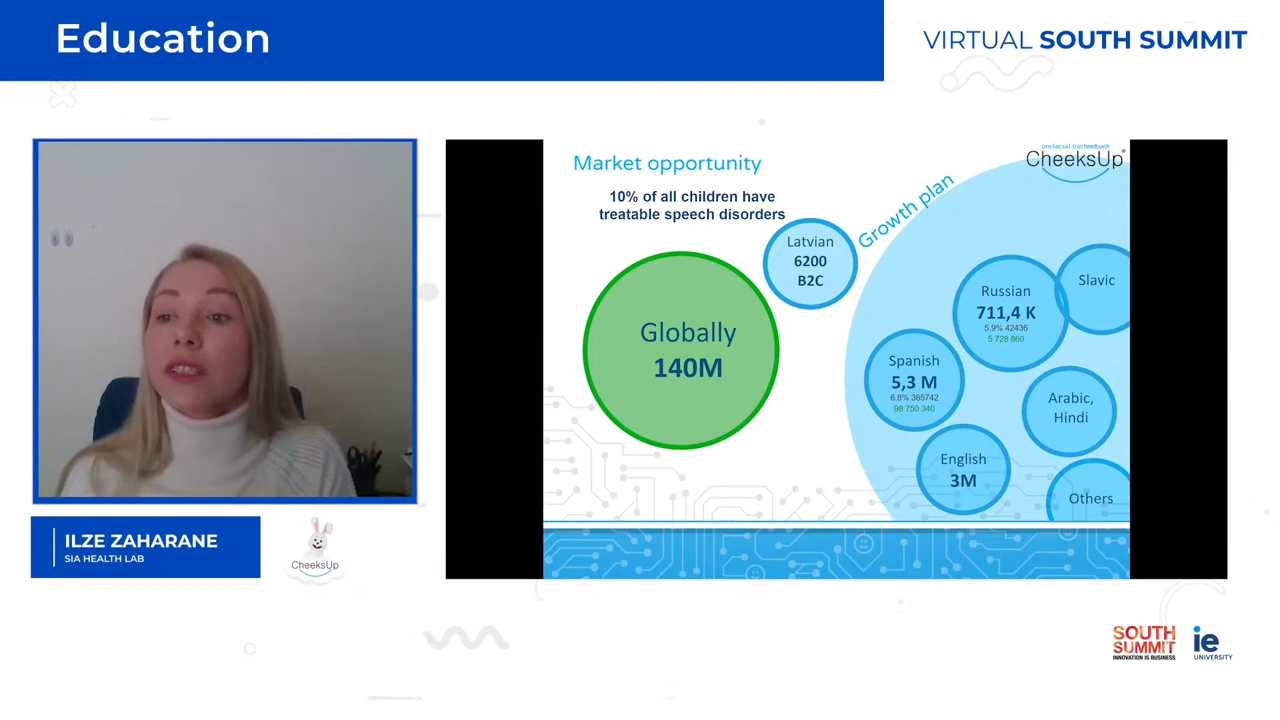 Education
VIRTUAL SOUTH SUMMIT
Market opportunity
10% of all children have
treatable speech disorders
orofacial biofeedback
CheeksUp®
Growth plan
Latvian
6200
B2C
Globally
140M
Russian
711,4 K
5.9% 42436
5 728 860
Slavic
Spanish
5,3 M
6.8% 365742
98 750 340
Arabic,
Hindi
English
3M
Others
ILZE ZAHARANE
SIA HEALTH LAB
CheeksUp
SOUTH
SUMMIT
INNOVATION IS BUSINESS
ie
UNIVERSITY